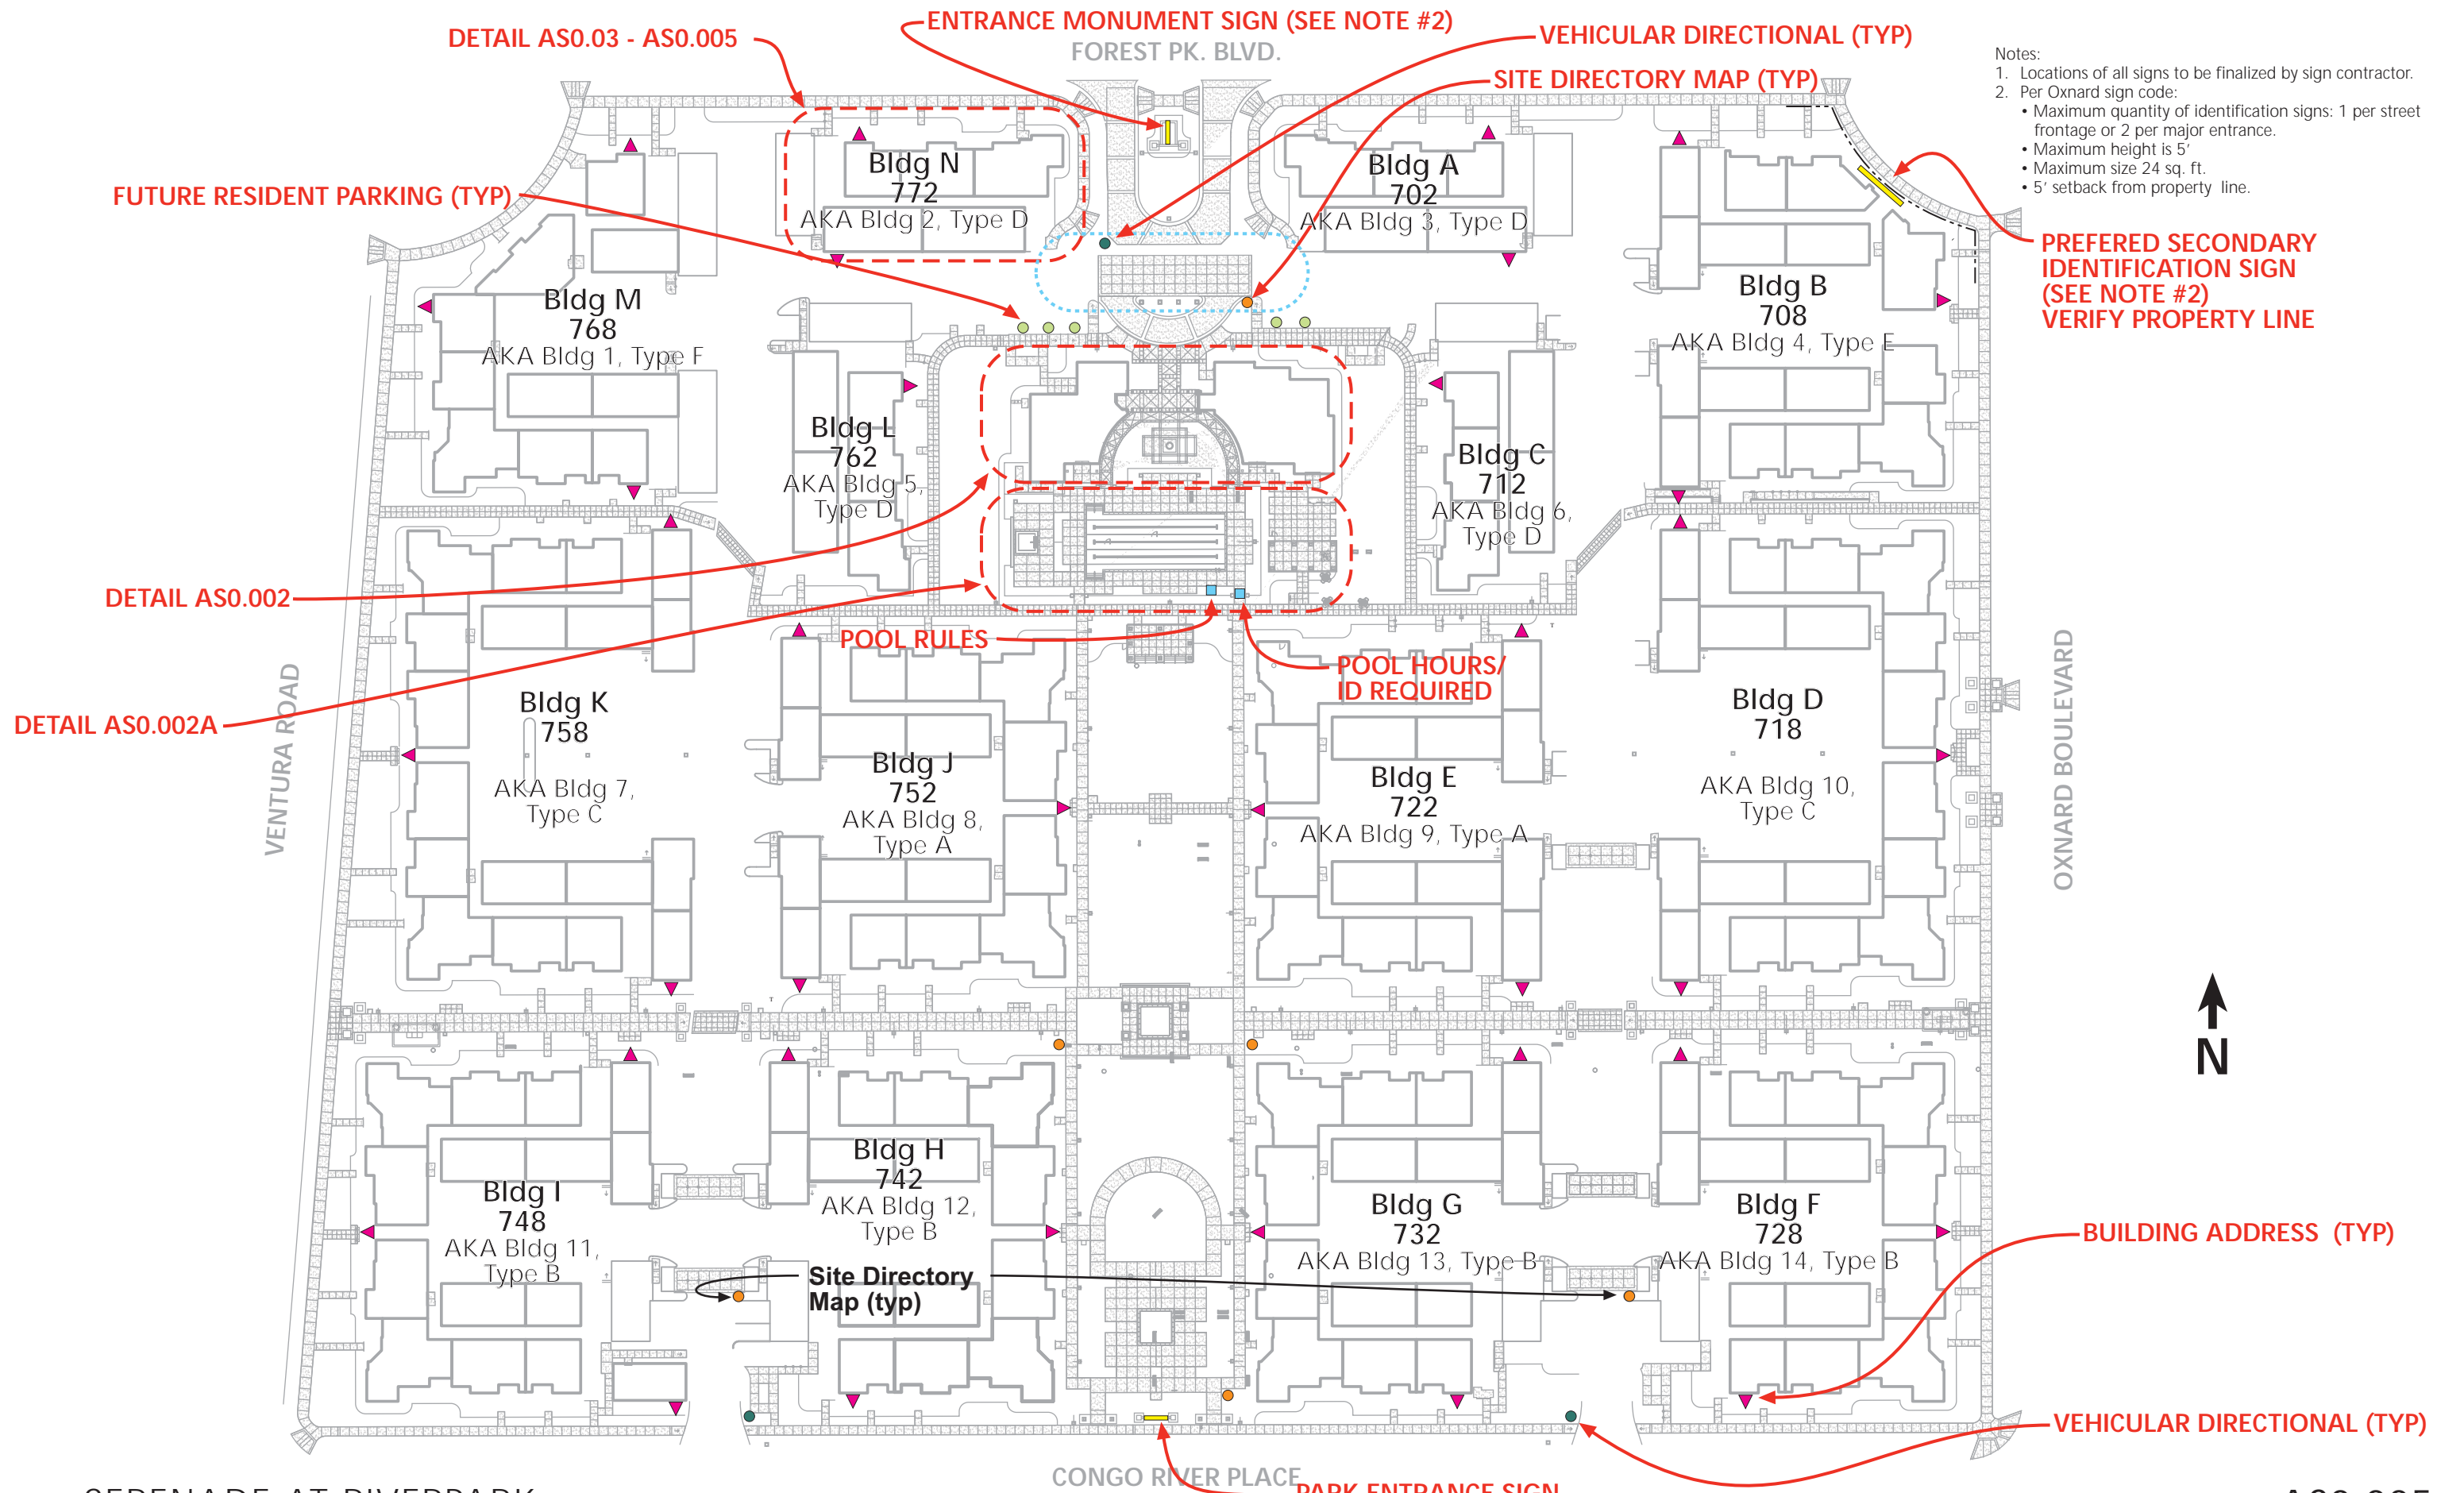 ENTRANCE MONUMENT SIGN (SEE NOTE #2)
DETAIL AS0.03 - AS0.005
FOREST PK. BLVD.
VEHICULAR DIRECTIONAL (TYP)
SITE DIRECTORY MAP (TYP)
Notes:
1. Locations of all signs to be finalized by sign contractor.
2. Per Oxnard sign code:
• Maximum quantity of identification signs: 1 per street
frontage or 2 per major entrance.
• Maximum height is 5'
• Maximum size 24 sq. ft.
• 5' setback from property line.
FUTURE RESIDENT PARKING (TYP)
Bldg N
772
AKA Bldg 2, Type D
Bldg A
702
AKA Bldg 3, Type D
PREFERED SECONDARY
IDENTIFICATION SIGN
(SEE NOTE #2)
VERIFY PROPERTY LINE
Bldg M
768
AKA Bldg 1, Type F
Bldg B
708
AKA Bldg 4, Type E
Bldg L
762
AKA Bldg 5,
Type D
Bldg C
712
AKA Bldg 6,
Type D
DETAIL AS0.002
POOL RULES
POOL HOURS/
ID REQUIRED
DETAIL AS0.002A
VENTURA ROAD
Bldg K
758
AKA Bldg 7,
Type C
Bldg J
752
AKA Bldg 8,
Type A
Bldg E
722
AKA Bldg 9, Type A
Bldg D
718
AKA Bldg 10,
Type C
OXNARD BOULEVARD
N
Bldg I
748
AKA Bldg 11,
Type B
Bldg H
742
AKA Bldg 12,
Type B
Bldg G
732
AKA Bldg 13, Type B
Bldg F
728
AKA Bldg 14, Type B
BUILDING ADDRESS (TYP)
Site Directory
Map (typ)
VEHICULAR DIRECTIONAL (TYP)
CONGO RIVER PLACE
PARK ENTRANCE SIGN
SERENADE AT RIVERPARK